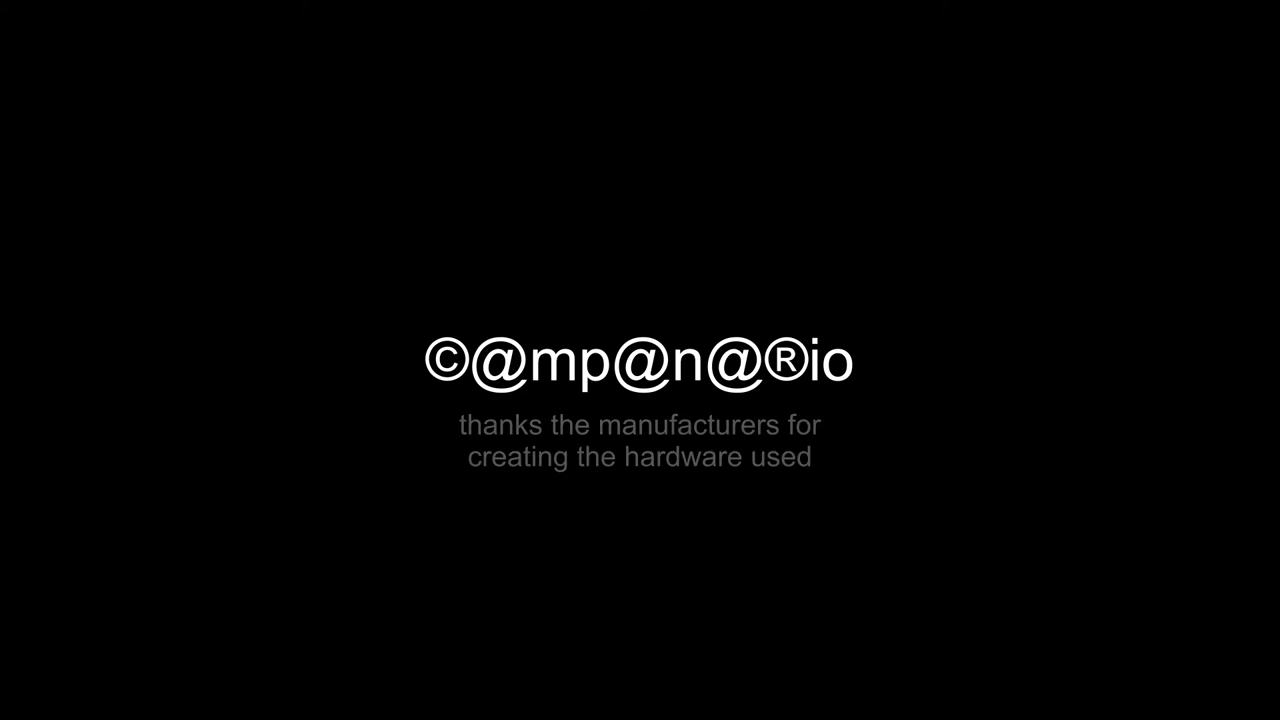 ©@mp@n@®io
thanks the manufacturers for
creating the hardware used